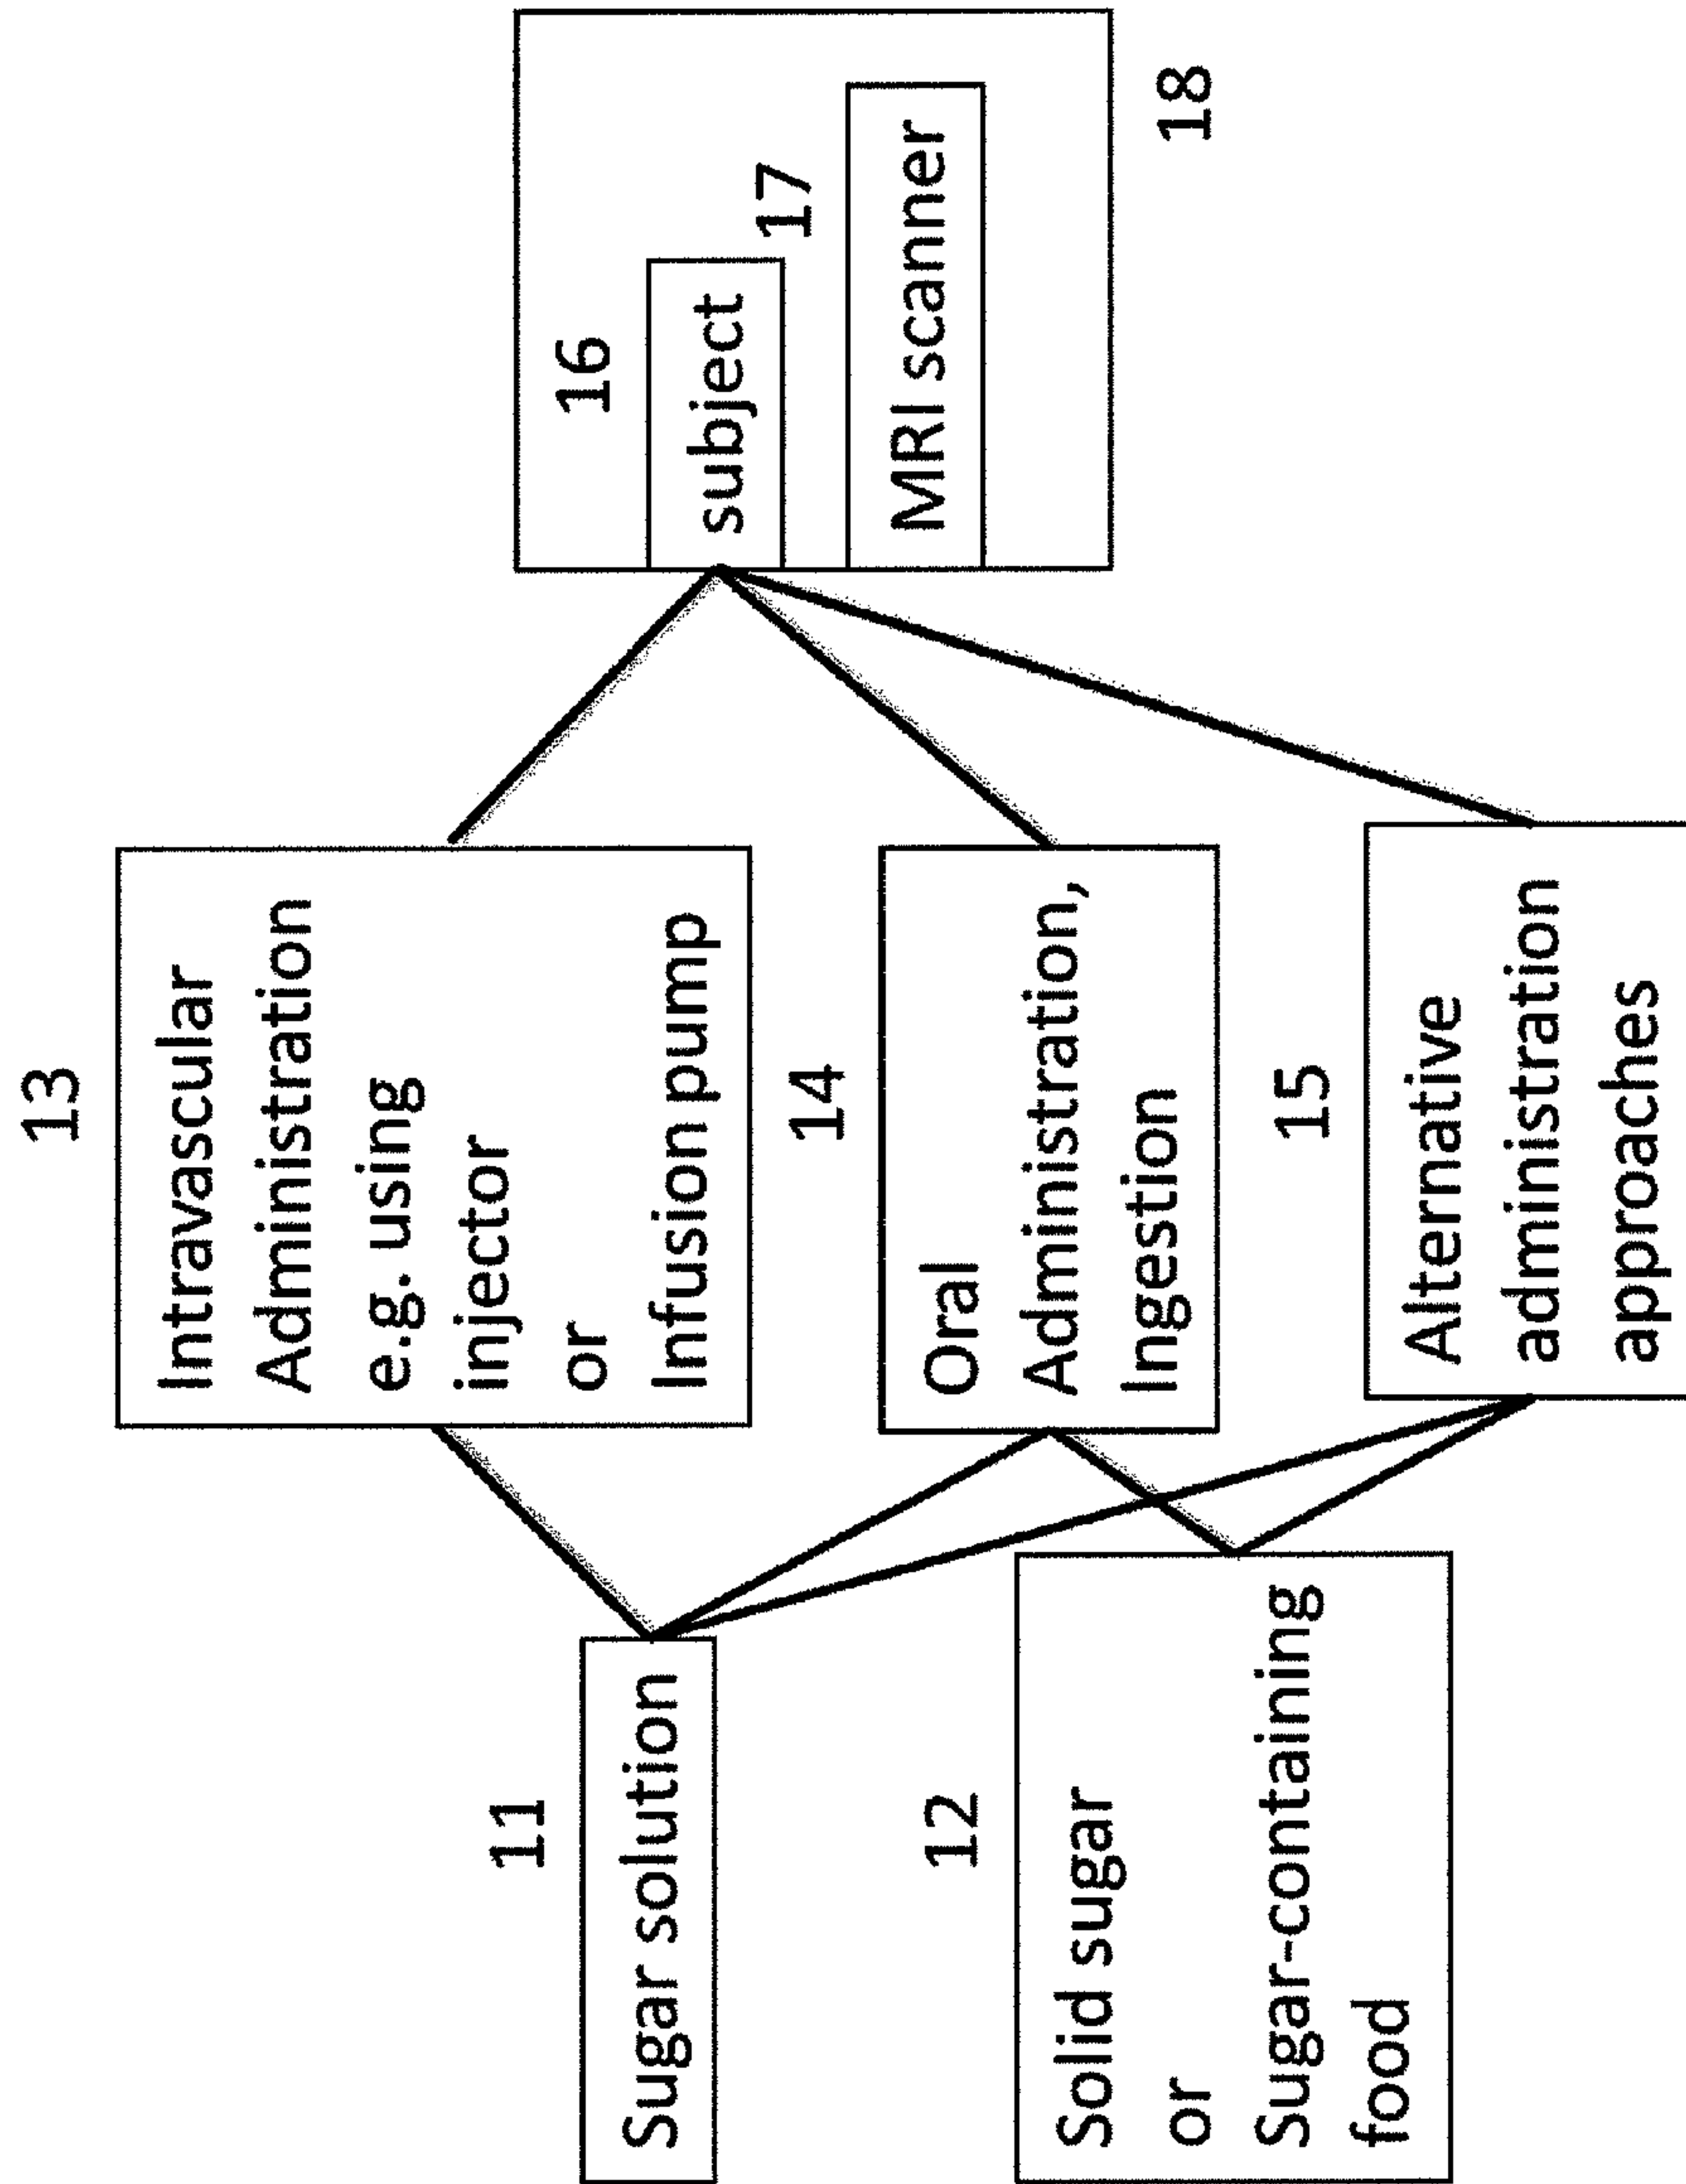 11
Sugar solution
12
Solid sugar
or
Sugar-containing
food
13
Intravascular
Administration
e.g. using
injector
or
Infusion pump
14
Oral
Administration,
Ingestion
15
Alternative
administration
approaches
16
subject
17
MRI scanner
18